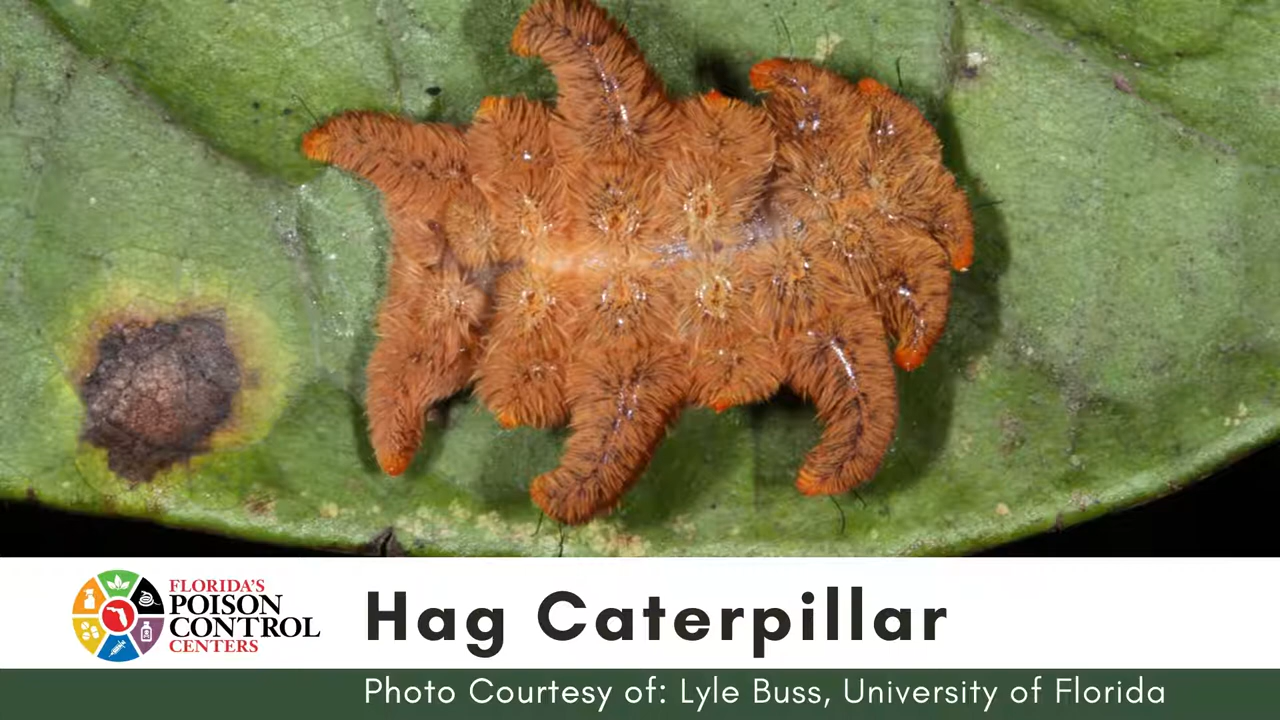 FLORIDA'S
POISON
CONTROL
CENTERS
Hag Caterpillar
Photo Courtesy of: Lyle Buss, University of Florida